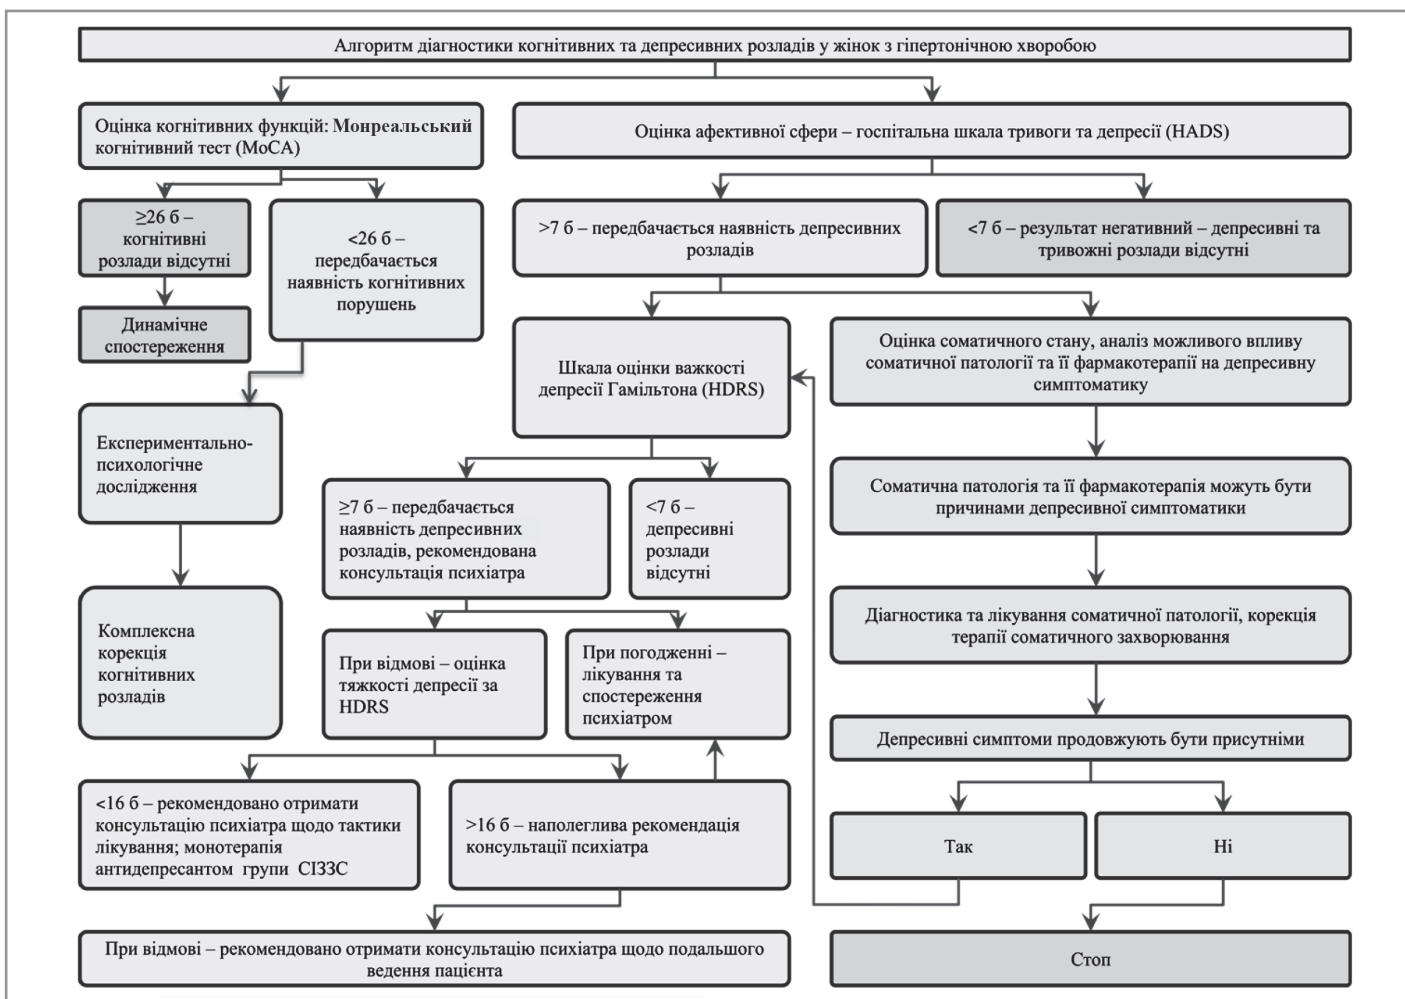 Алгоритм діагностики когнітивних та депресивних розладів у жінок з гіпертонічною хворобою
Оцінка когнітивних функцій: Монреальський
когнітивний тест (МоСА)
Оцінка афективної сфери – госпітальна шкала тривоги та депресії (HADS)
≥26 б –
когнітивні
розлади відсутні
<26 б –
передбачається
наявність когнітивних
порушень
>7 б – передбачається наявність депресивних
розладів
<7 б – результат негативний – депресивні та
тривожні розлади відсутні
Динамічне
спостереження
Шкала оцінки важкості
депресії Гамільтона (HDRS)
Оцінка соматичного стану, аналіз можливого впливу
соматичної патології та її фармакотерапії на депресивну
симптоматику
Експериментально-
психологічне
дослідження
≥7 б – передбачається
наявність депресивних
розладів, рекомендована
консультація психіатра
<7 б –
депресивні
розлади
відсутні
Соматична патологія та її фармакотерапія можуть бути
причинами депресивної симптоматики
Комплексна
корекція
когнітивних
розладів
При відмові – оцінка
тяжкості депресії за
HDRS
При погодженні –
лікування та
спостереження
психіатром
Діагностика та лікування соматичної патології, корекція
терапії соматичного захворювання
Депресивні симптоми продовжують бути присутніми
<16 б – рекомендовано отримати
консультацію психіатра щодо тактики
лікування; монотерапія
антидепресантом групи СІЗЗС
>16 б – наполеглива рекомендація
консультації психіатра
Так
Ні
При відмові – рекомендовано отримати консультацію психіатра щодо подальшого
ведення пацієнта
Стоп